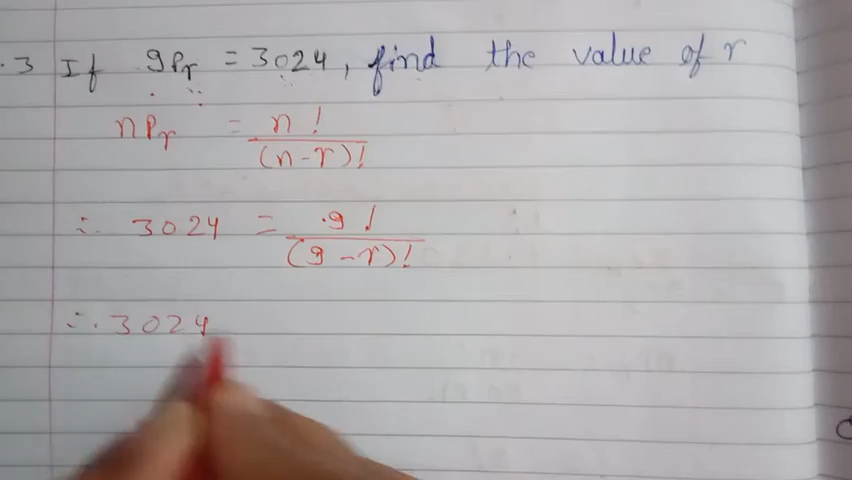 .3 If 9Pr = 3024, find the value of r
nPr = n! / (n-r)!
∴ 3024 = 9! / (9-r)!
∴ 3024